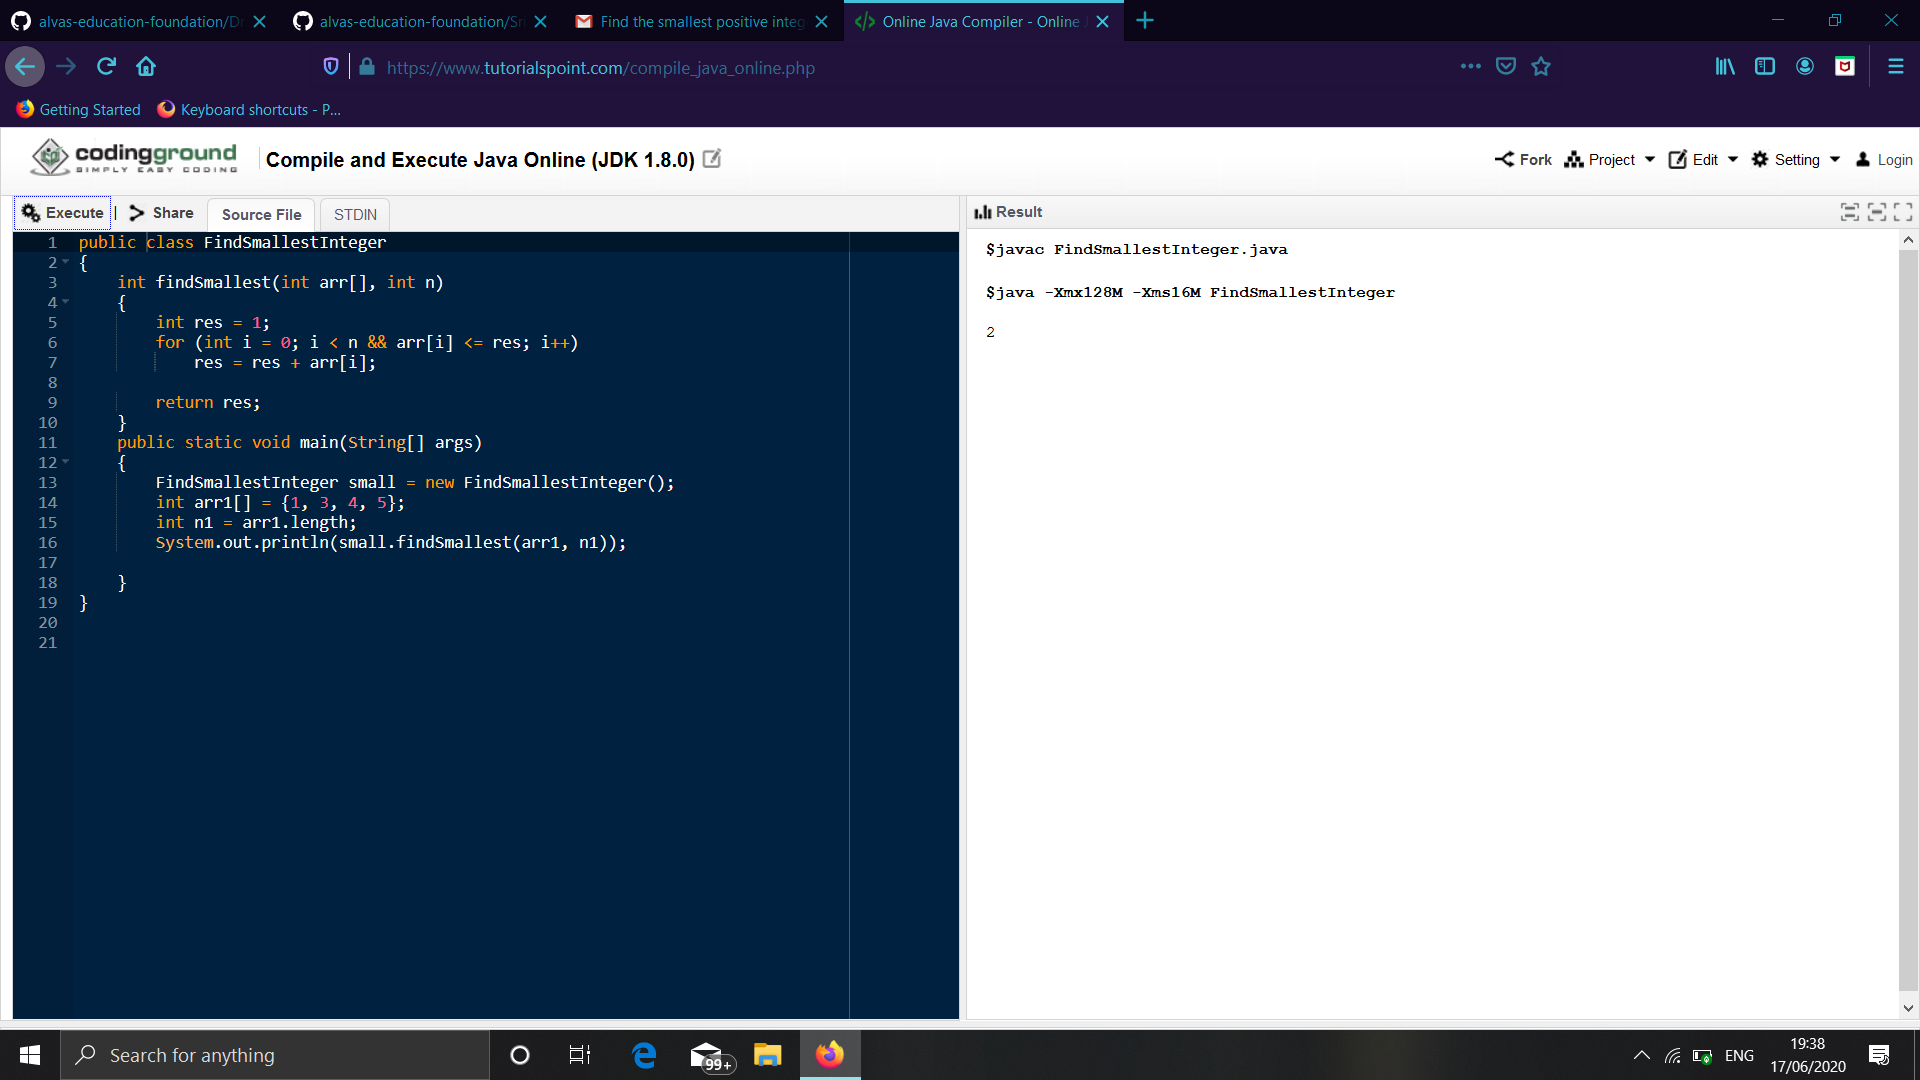 alvas-education-foundation/Dr
alvas-education-foundation/Sn
Find the smallest positive integ
Online Java Compiler - Online J
https://www.tutorialspoint.com/compile_java_online.php
Getting Started
Keyboard shortcuts - P...
codingground
SIMPLY EASY CODING
Compile and Execute Java Online (JDK 1.8.0)
Fork
Project
Edit
Setting
Login
Execute | Share
Source File
STDIN
Result
1 public class FindSmallestInteger
2 {
3     int findSmallest(int arr[], int n)
4     {
5         int res = 1;
6         for (int i = 0; i < n && arr[i] <= res; i++)
7             res = res + arr[i];
8
9         return res;
10     }
11     public static void main(String[] args)
12     {
13         FindSmallestInteger small = new FindSmallestInteger();
14         int arr1[] = {1, 3, 4, 5};
15         int n1 = arr1.length;
16         System.out.println(small.findSmallest(arr1, n1));
17
18     }
19 }
20
21
$javac FindSmallestInteger.java
$java -Xmx128M -Xms16M FindSmallestInteger
2
Search for anything
99+
ENG
19:38
17/06/2020